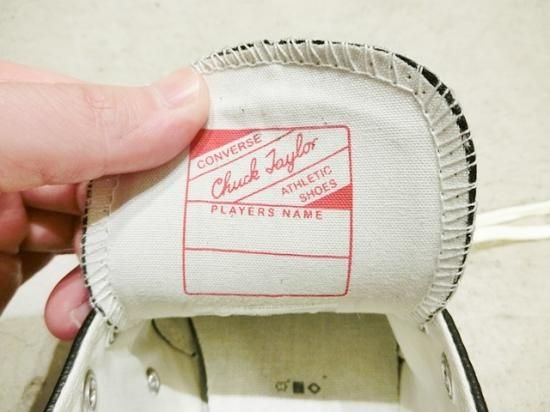 CONVERSE
Chuck Taylor
ATHLETIC
SHOES
PLAYERS NAME